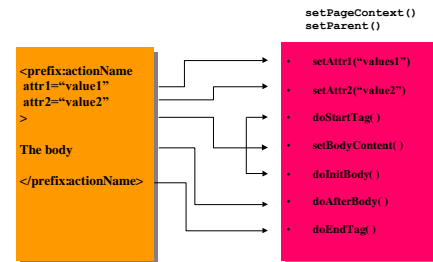 setPageContext()
setParent()
<prefix:actionName
attr1=“value1”
attr2=“value2”
>
The body
</prefix:actionName>
• setAttr1(“values1”)
• setAttr2(“value2”)
• doStartTag( )
• setBodyContent( )
• doInitBody( )
• doAfterBody( )
• doEndTag( )